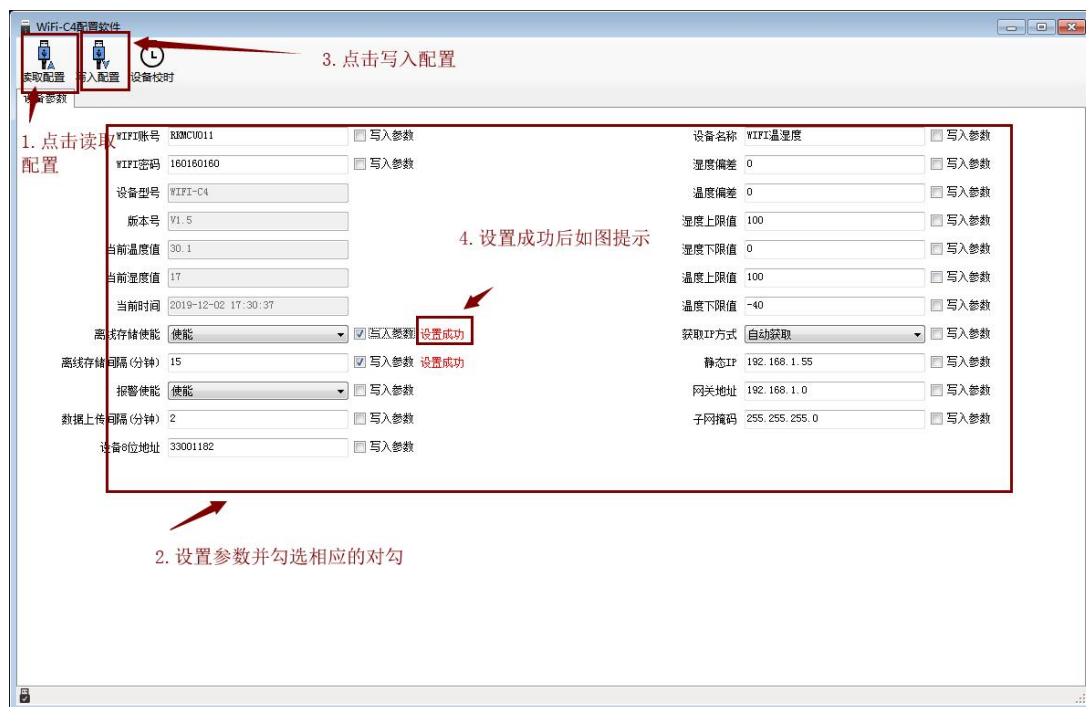 WiFi-C4配置软件
读取配置 写入配置 设备校时
设备参数
3. 点击写入配置
1. 点击读取
配置
WIFI账号 RKMCU011 写入参数 设备名称 WIFI温湿度 写入参数
WIFI密码 160160160 写入参数 湿度偏差 0 写入参数
设备型号 WIFI-C4 温度偏差 0 写入参数
版本号 V1.5 湿度上限值 100 写入参数
当前温度值 30.1 湿度下限值 0 写入参数
当前湿度值 17 温度上限值 100 写入参数
当前时间 2019-12-02 17:30:37 温度下限值 -40 写入参数
离线存储使能 使能 写入参数 设置成功 获取IP方式 自动获取 写入参数
离线存储间隔(分钟) 15 写入参数 设置成功 静态IP 192.168.1.55 写入参数
报警使能 使能 写入参数 网关地址 192.168.1.0 写入参数
数据上传间隔(分钟) 2 写入参数 子网掩码 255.255.255.0 写入参数
设备8位地址 33001182 写入参数
4. 设置成功后如图提示
2. 设置参数并勾选相应的对勾